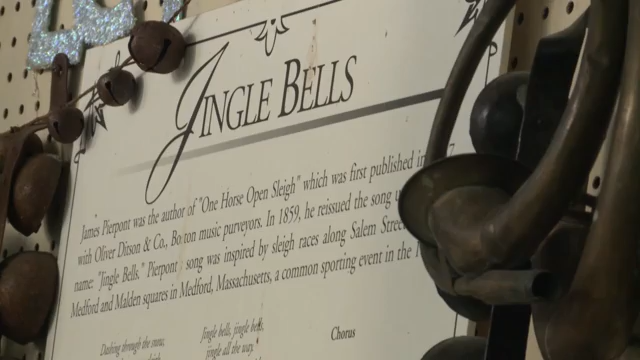 JINGLE BELLS
James Pierpont was the author of "One Horse Open Sleigh" which was first published in 7
with Oliver Ditson & Co., Boston music purveyors. In 1859, he reissued the song
name: "Jingle Bells." Pierpont song was inspired by sleigh races along Salem Stree
Medford and Malden squares in Medford, Massachusetts, a common sporting event in the 1
Dashing through the snow,
Jingle bells, jingle bells,
jingle all the way.
Chorus